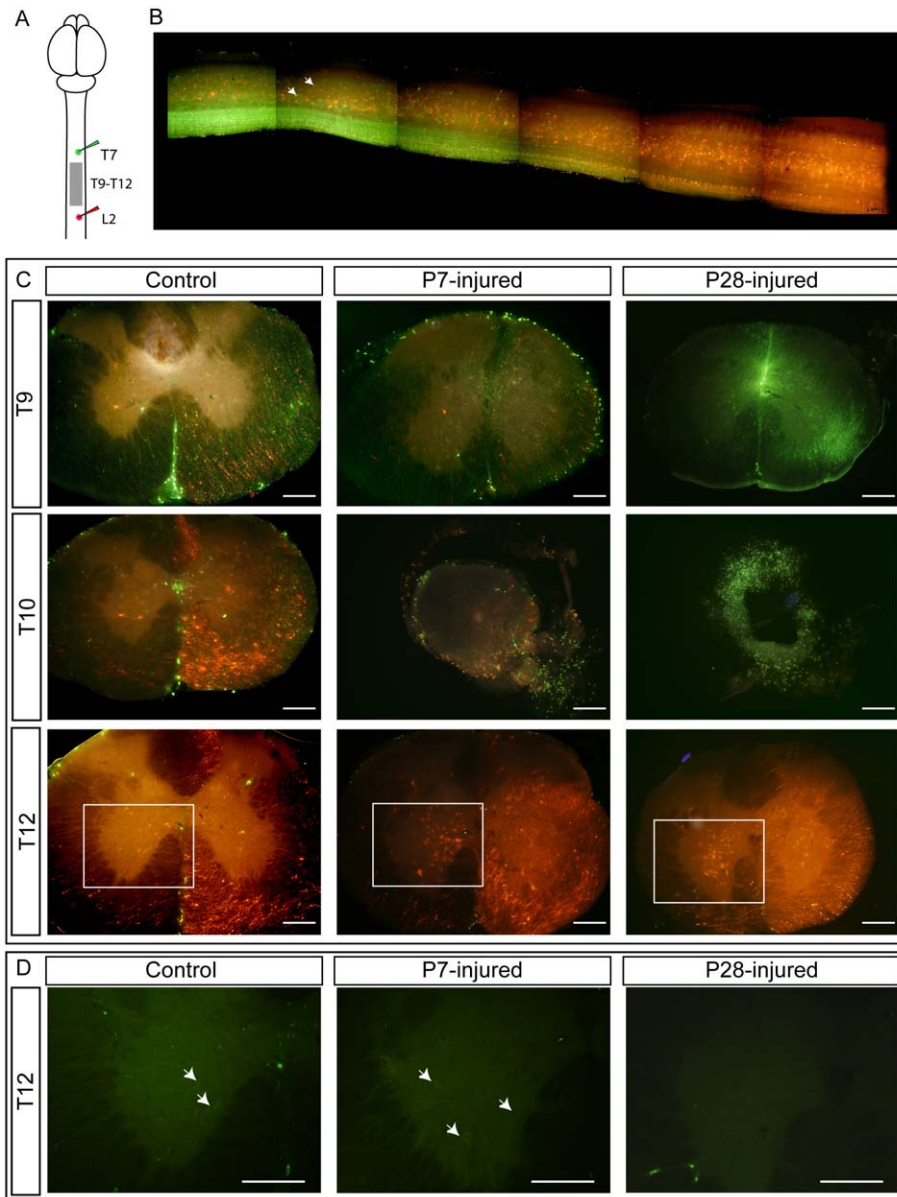 A
B
T7
T9-T12
L2
C
Control
P7-injured
P28-injured
T9
T10
T12
D
Control
P7-injured
P28-injured
T12